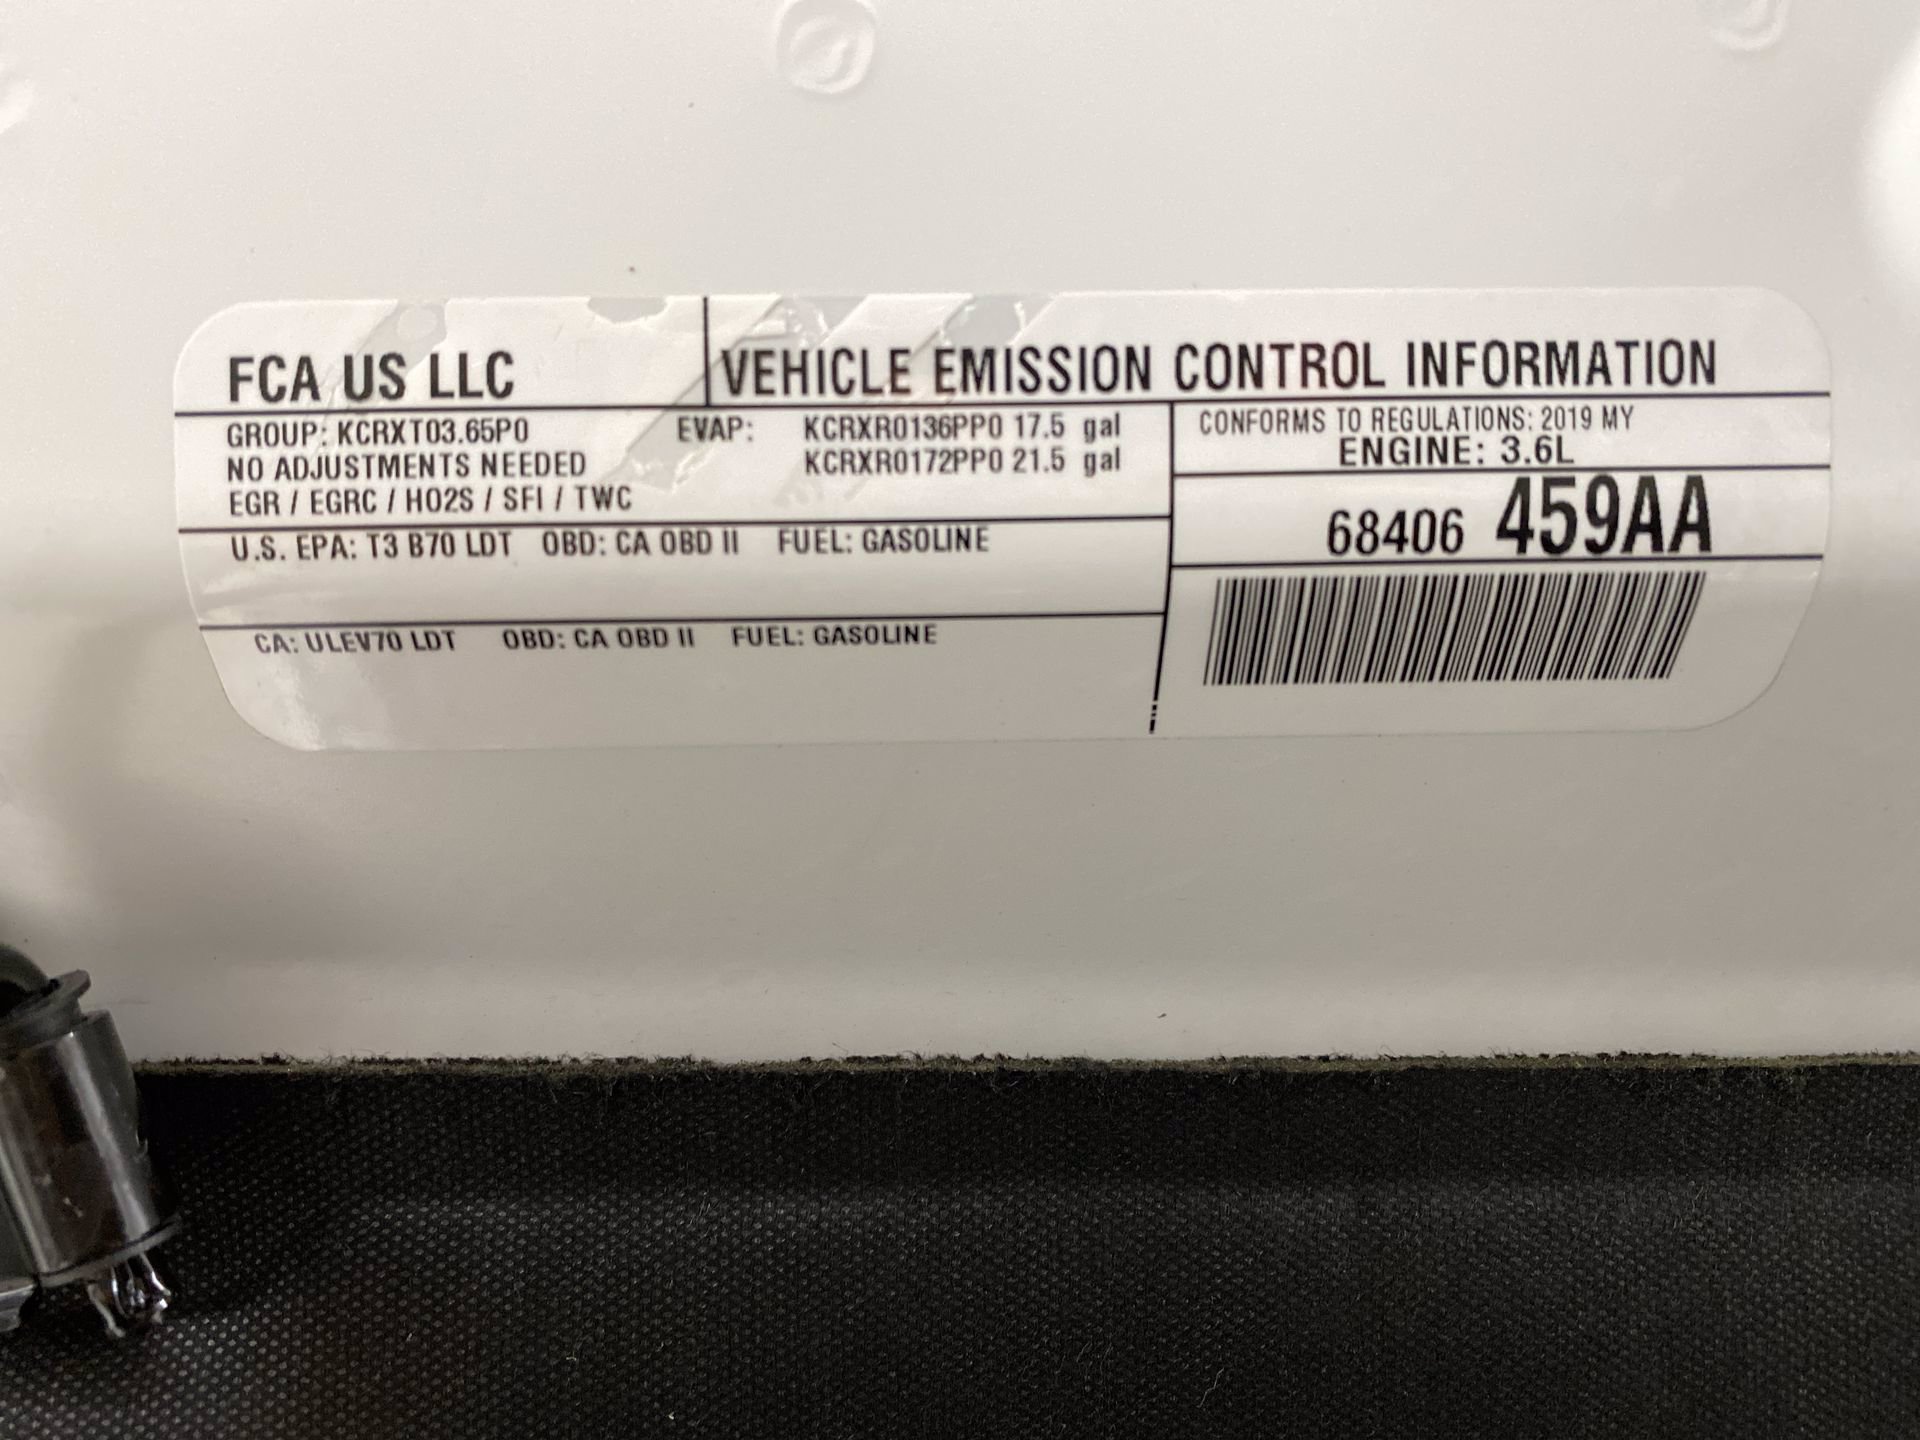 FCA US LLC
VEHICLE EMISSION CONTROL INFORMATION
GROUP: KCRXT03.65P0
NO ADJUSTMENTS NEEDED
EGR / EGRC / HO2S / SFI / TWC
EVAP: KCRXR0136PP0 17.5 gal
KCRXR0172PP0 21.5 gal
CONFORMS TO REGULATIONS: 2019 MY
ENGINE: 3.6L
68406 459AA
U.S. EPA: T3 B70 LDT OBD: CA OBD II FUEL: GASOLINE
CA: ULEV70 LDT OBD: CA OBD II FUEL: GASOLINE